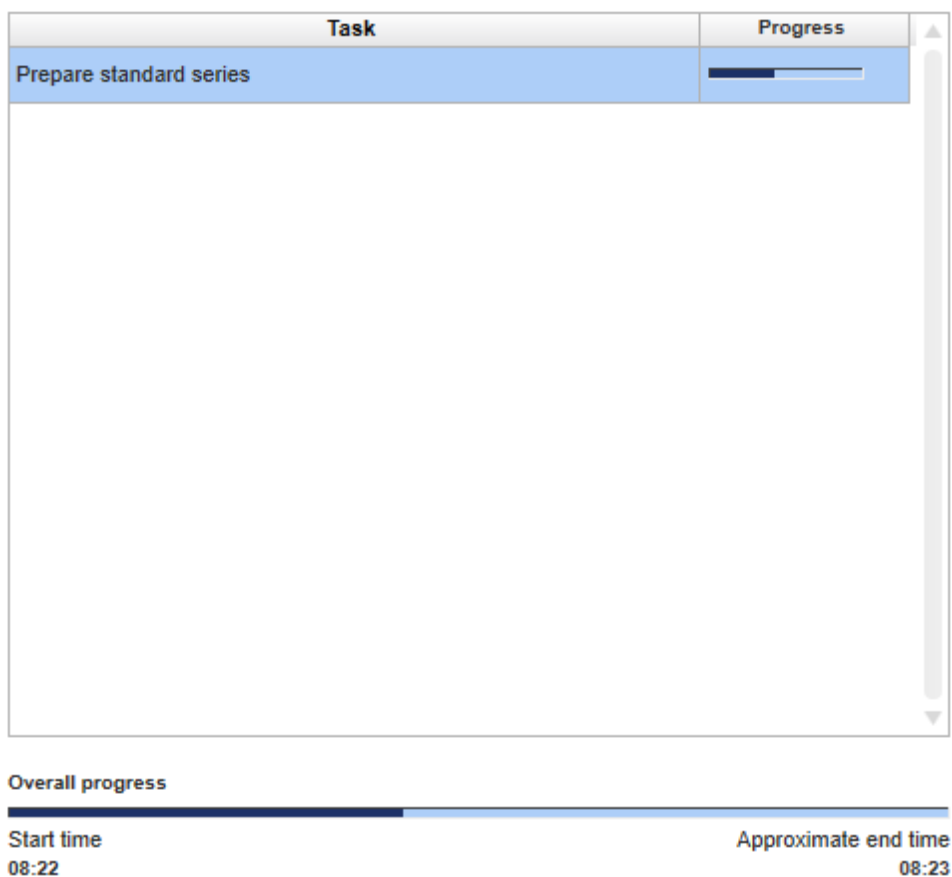 Task Progress
Prepare standard series
Overall progress
Start time Approximate end time
08:22 08:23